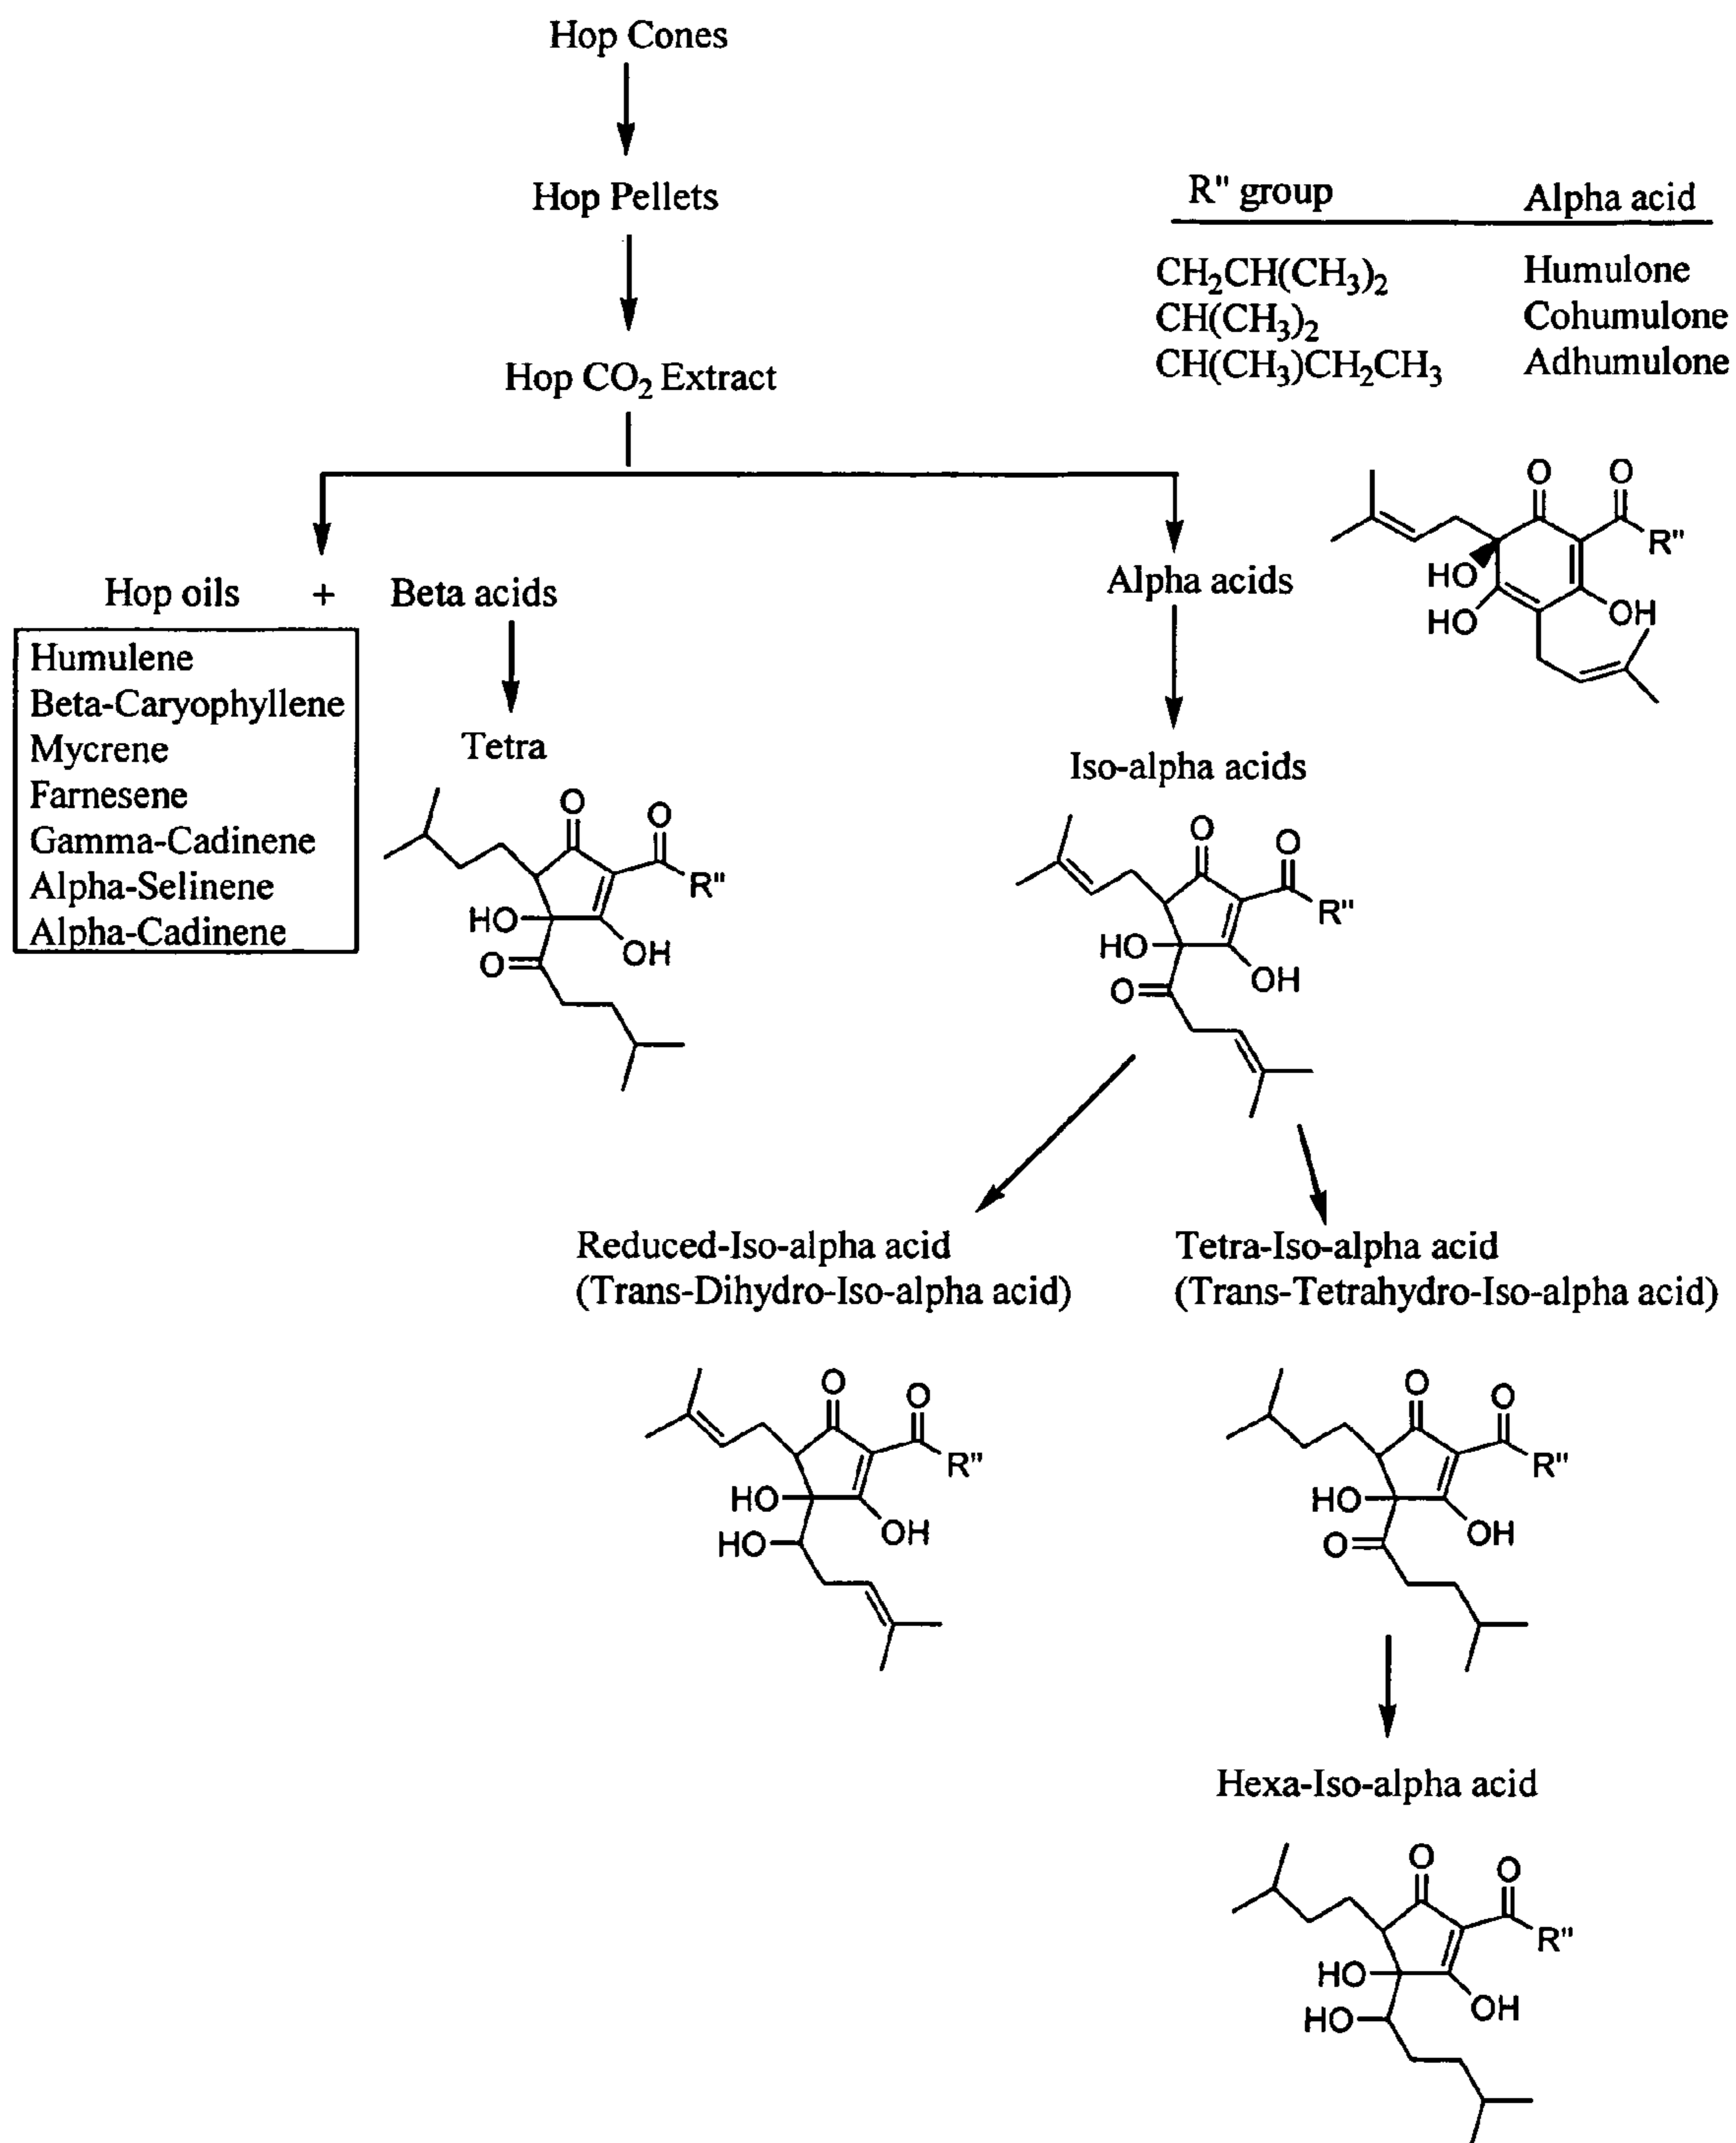 Hop Cones
Hop Pellets
R" group Alpha acid
CH2CH(CH3)2 Humulone
CH(CH3)2 Cohumulone
CH(CH3)CH2CH3 Adhumulone
Hop CO2 Extract
O O
R"
HO
HO
OH
Hop oils + Beta acids
Alpha acids
Humulene
Beta-Caryophyllene
Mycrene
Farnesene
Gamma-Cadinene
Alpha-Selinene
Alpha-Cadinene
Tetra
O O
R"
HO
OH
O
Iso-alpha acids
O O
R"
HO
OH
O
Reduced-Iso-alpha acid
(Trans-Dihydro-Iso-alpha acid)
O O
R"
HO
OH
HO
Tetra-Iso-alpha acid
(Trans-Tetrahydro-Iso-alpha acid)
O O
R"
HO
OH
O
Hexa-Iso-alpha acid
O O
R"
HO
OH
HO